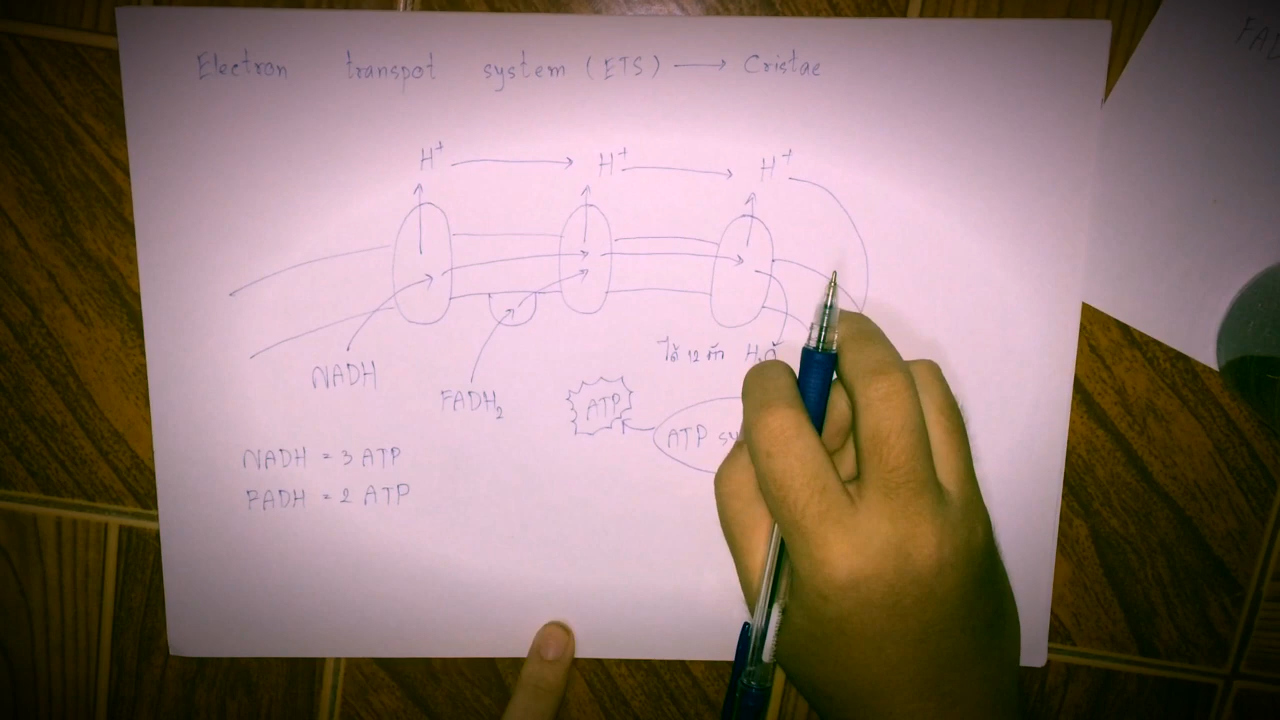 Electron transpot system (ETS) → Cristae
H⁺ → H⁺ → H⁺
NADH
FADH₂
ได้ 12 ตัว H₂O
ATP
ATP sy
NADH = 3 ATP
FADH = 2 ATP
FAD